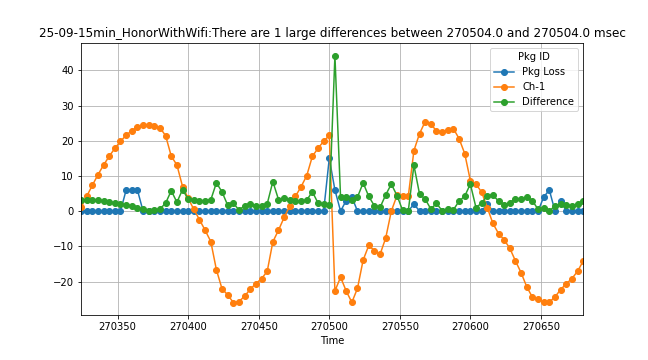 25-09-15min_HonorWithWifi:There are 1 large differences between 270504.0 and 270504.0 msec
Pkg ID
Pkg Loss
Ch-1
Difference
40
30
20
10
0
−10
−20
270350 270400 270450 270500 270550 270600 270650
Time